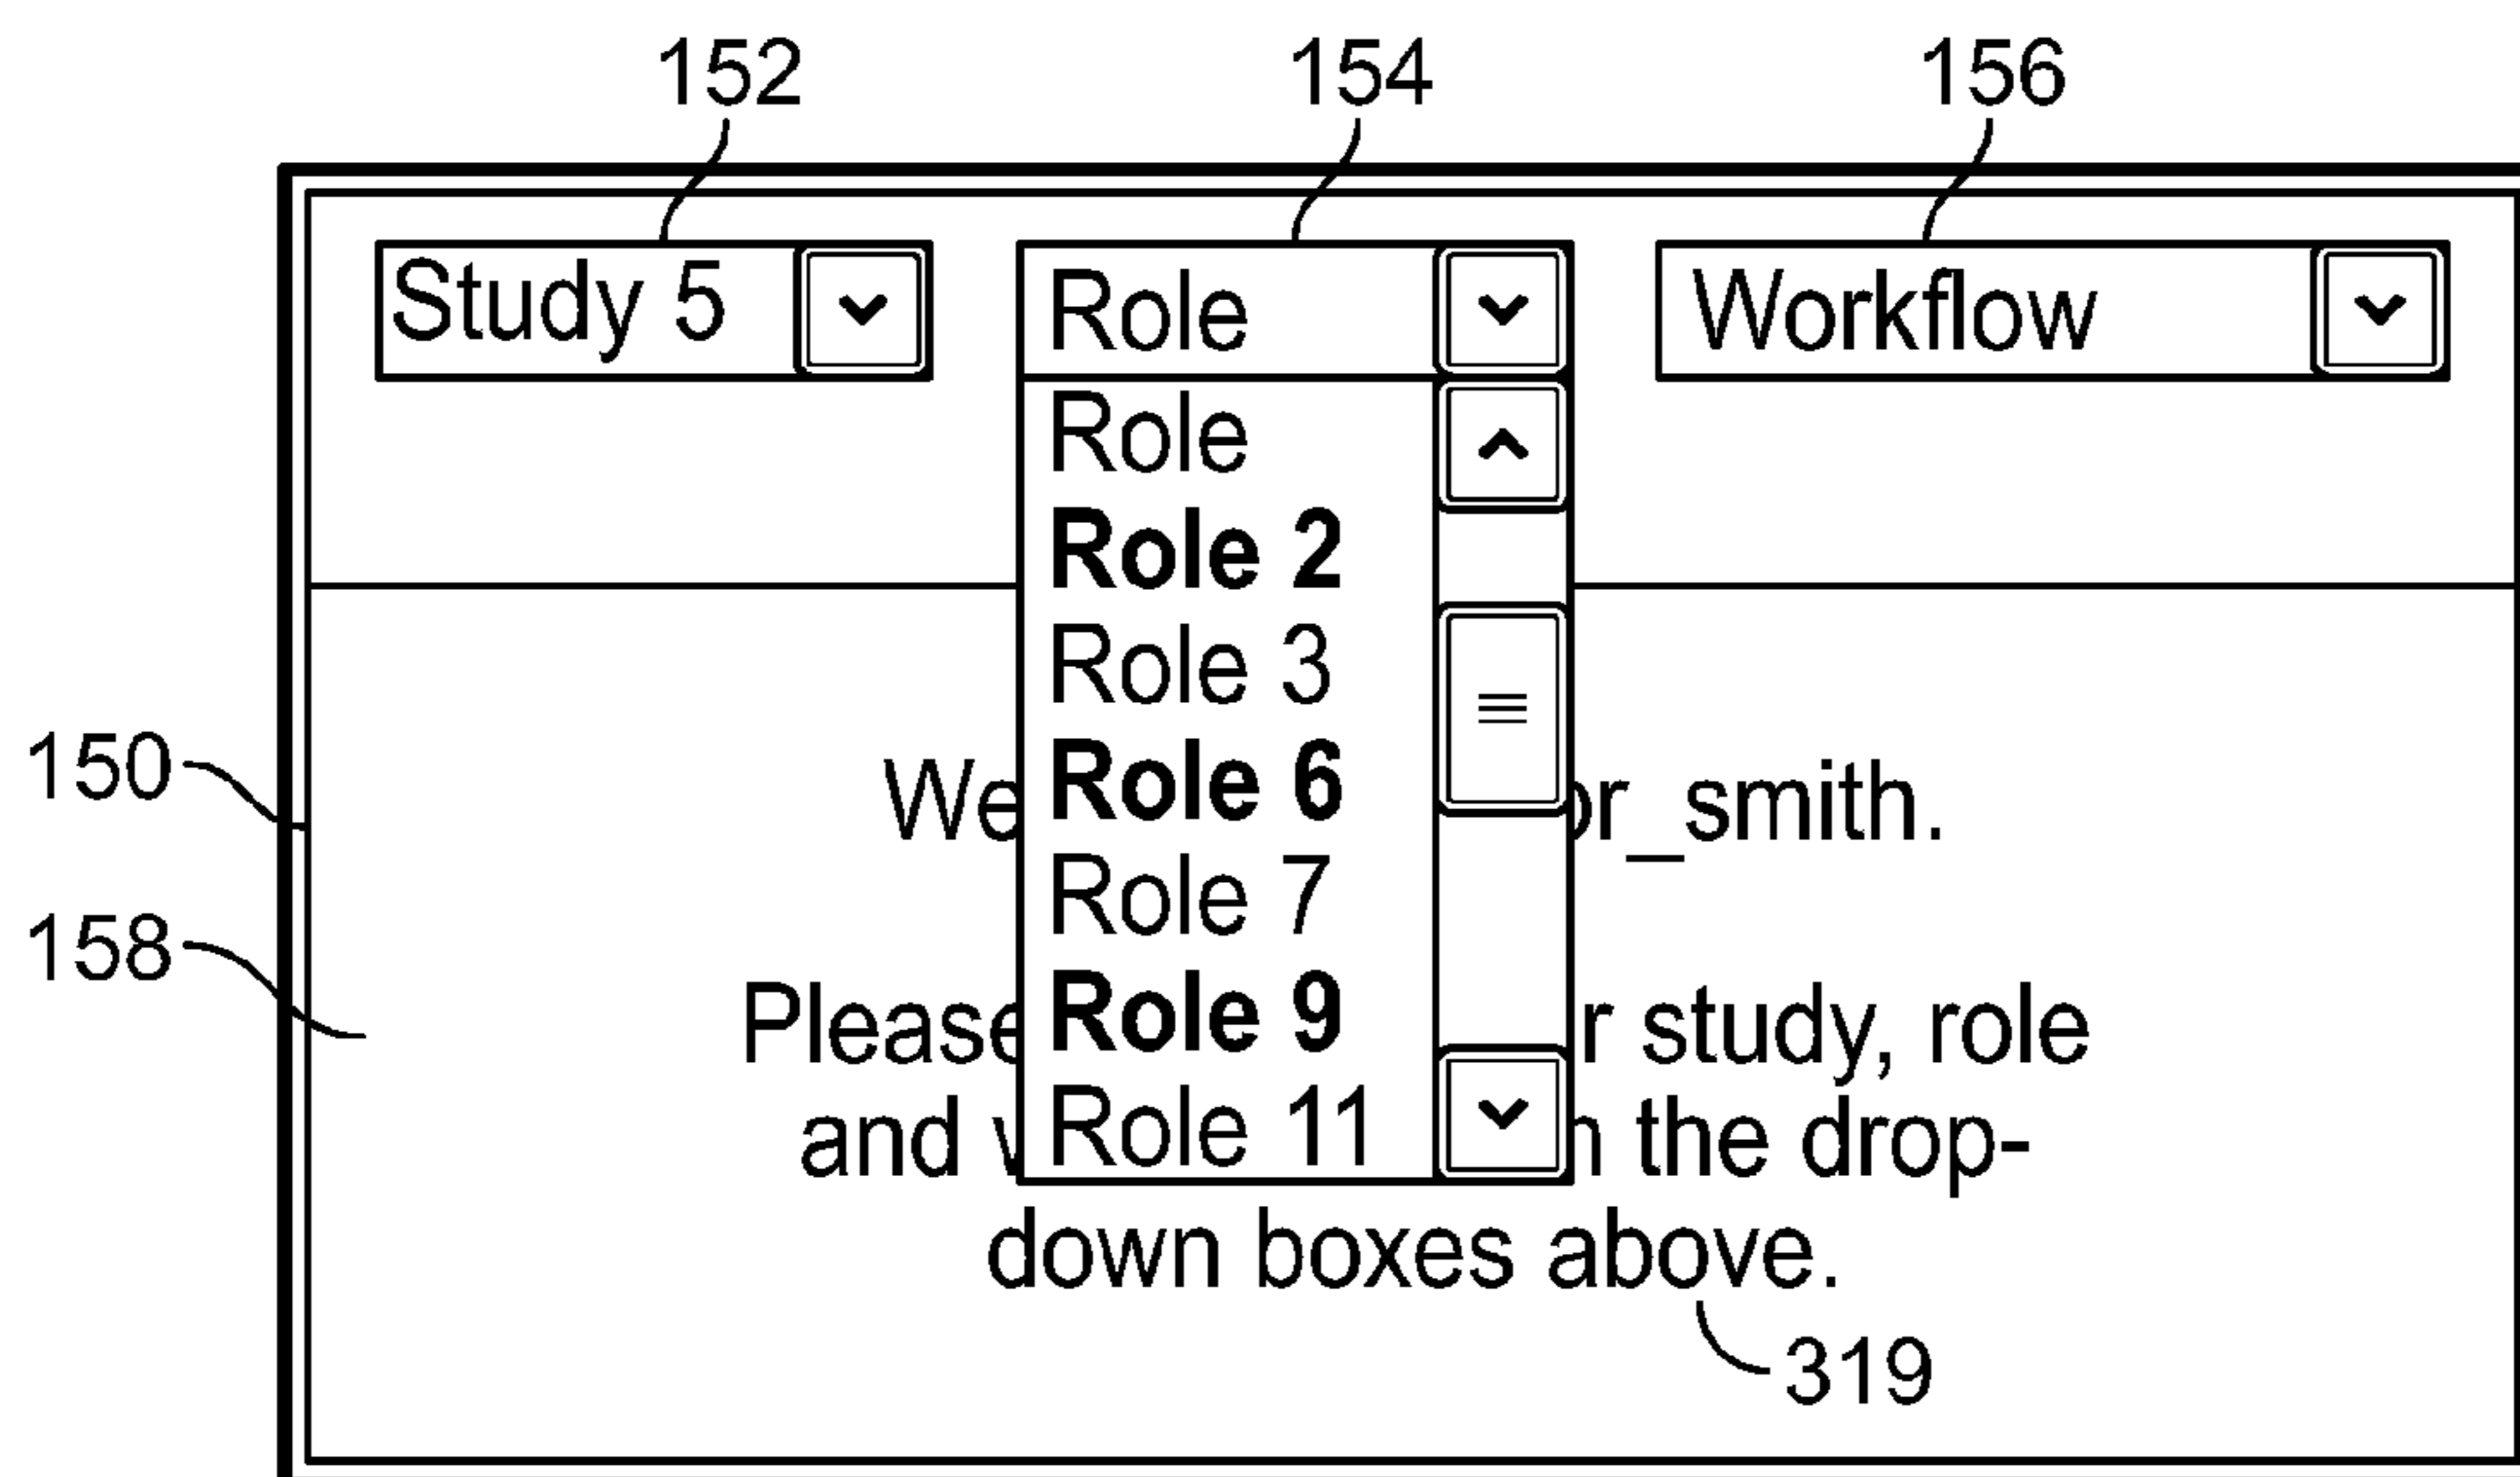 152 154 156
Study 5 Role Workflow
Role
Role 2
Role 3
Role 6
150
We or_smith.
Role 7
158
Role 9
Please r study, role
Role 11
and the drop-
down boxes above.
319